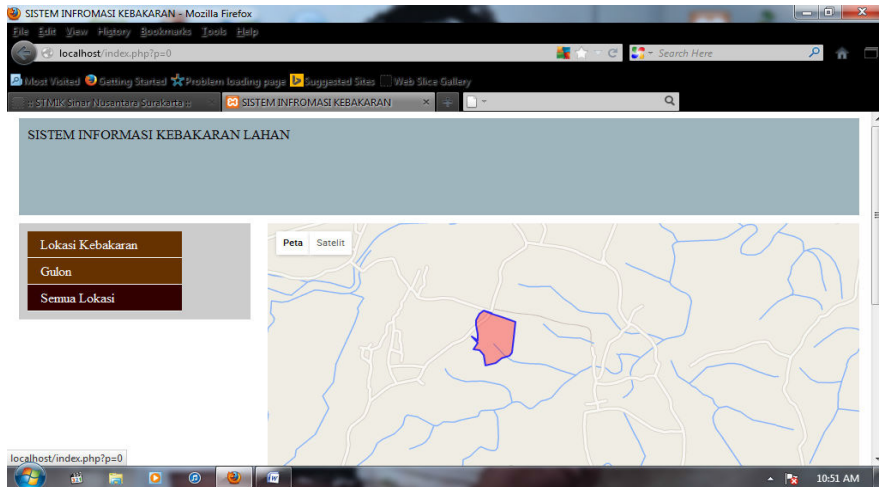 SISTEM INFROMASI KEBAKARAN - Mozilla Firefox
File Edit View History Bookmarks Tools Help
localhost/index.php?p=0
Search Here
Most Visited Getting Started Problem loading page Suggested Sites Web Slice Gallery
:: STMIK Sinar Nusantara Surakarta ::
SISTEM INFROMASI KEBAKARAN
SISTEM INFORMASI KEBAKARAN LAHAN
Lokasi Kebakaran
Gulon
Semua Lokasi
Peta Satelit
localhost/index.php?p=0
10:51 AM